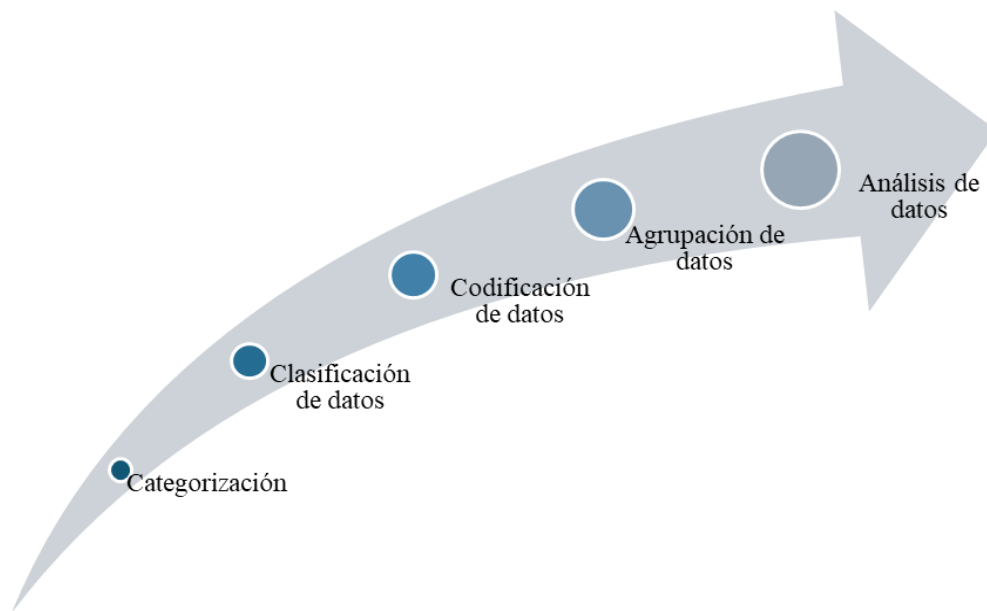 Análisis de
datos
Agrupación de
datos
Codificación
de datos
Clasificación
de datos
Categorización